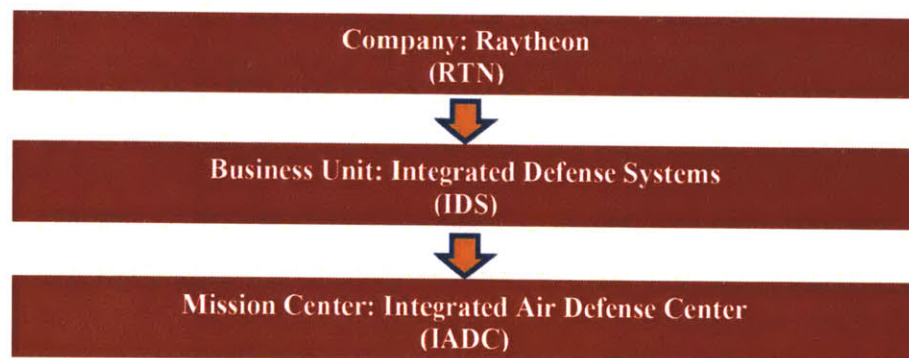 Company: Raytheon
(RTN)
Business Unit: Integrated Defense Systems
(IDS)
Mission Center: Integrated Air Defense Center
(IADC)